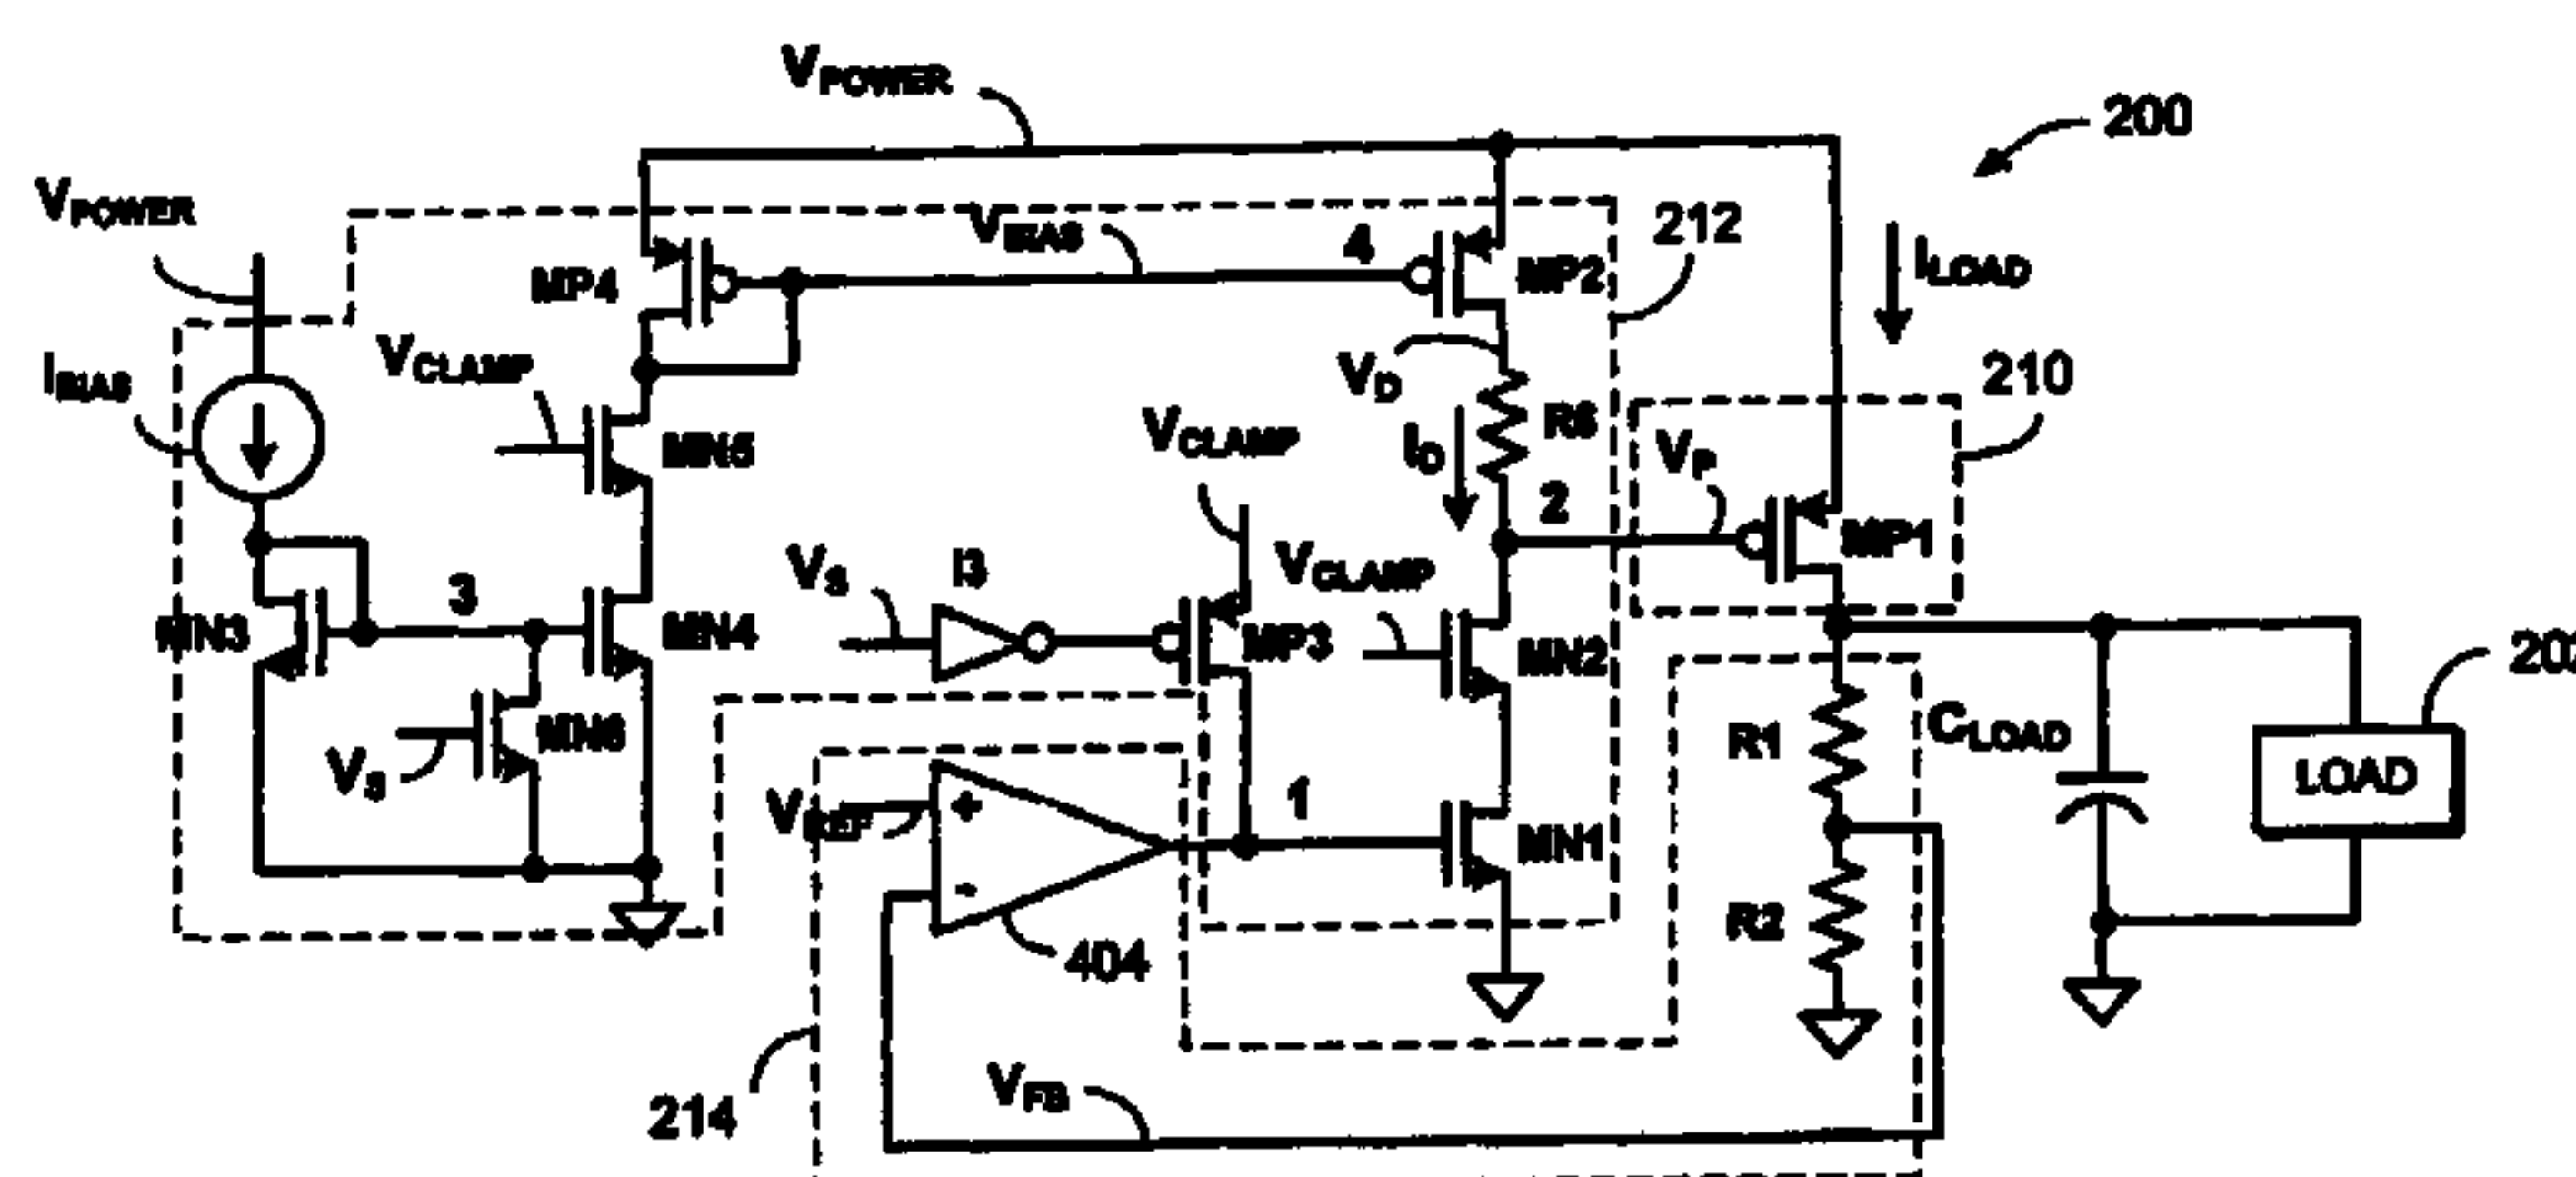 VPOWER
200
VPOWER
VBIAS
4
212
MP4
MP2
ILOAD
IBIAS
VCLAMP
VD
210
VCLAMP
R5
VP
MN5
ID
2
VS
I3
VCLAMP
MP1
3
MN3
MN4
MP3
MN2
202
VS
MN6
R1
CLOAD
LOAD
VREF
+
1
MN1
-
404
R2
214
VFB